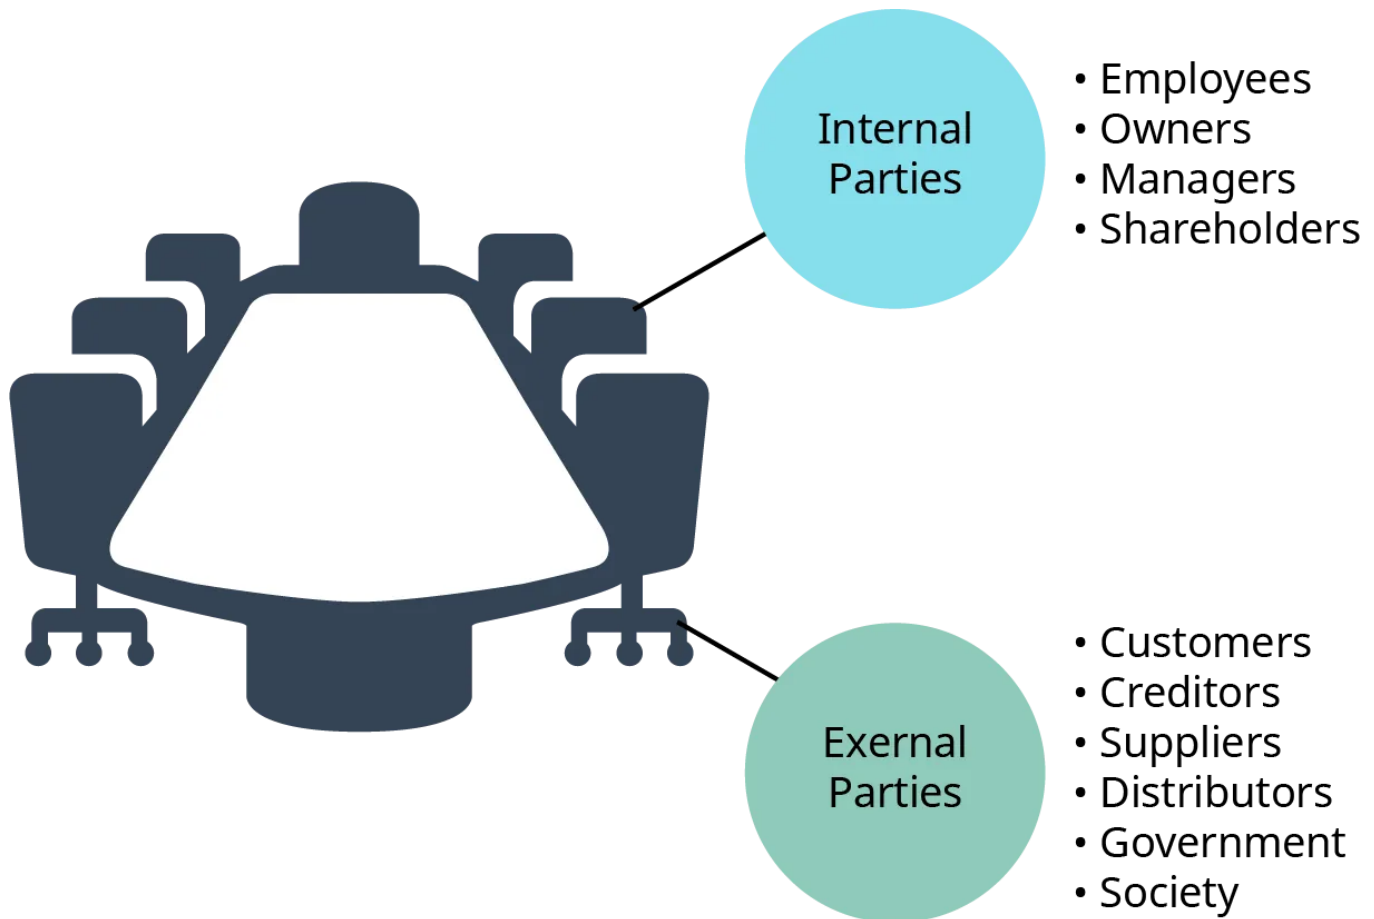 Internal
Parties
• Employees
• Owners
• Managers
• Shareholders
Exernal
Parties
• Customers
• Creditors
• Suppliers
• Distributors
• Government
• Society